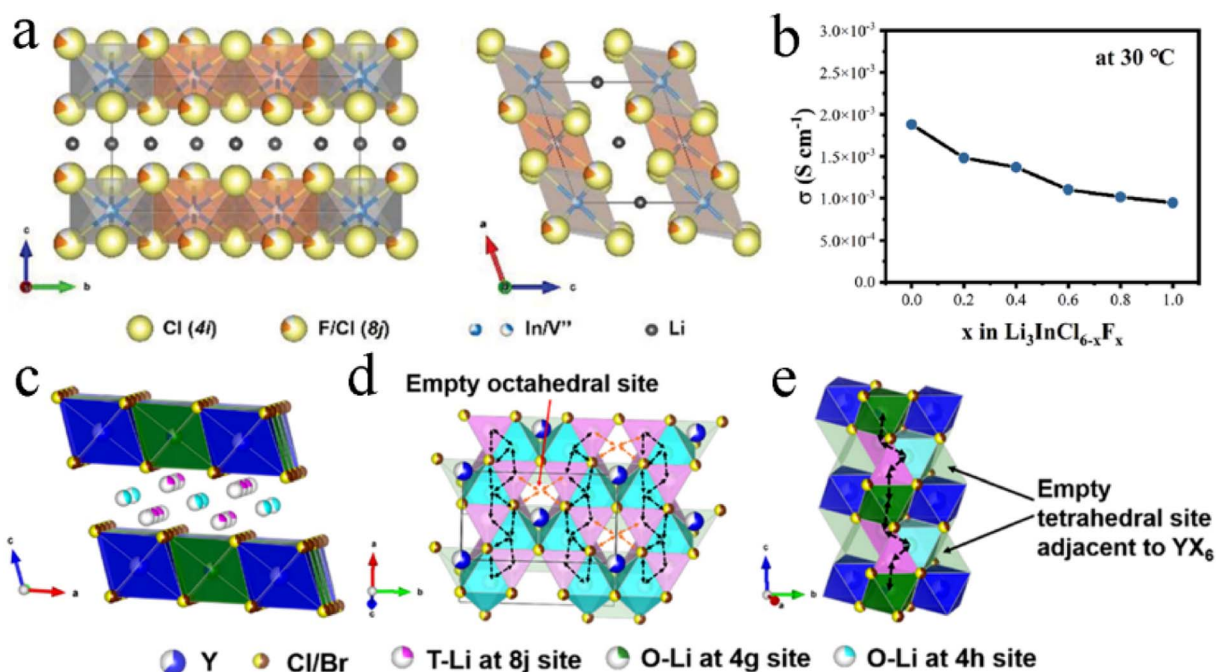 a
c
b
a
c
Cl (4i)
F/Cl (8j)
In/V''
Li
b
at 30 °C
σ (S cm⁻¹)
3.0×10⁻³
2.5×10⁻³
2.0×10⁻³
1.5×10⁻³
1.0×10⁻³
5.0×10⁻⁴
0.0
0.0 0.2 0.4 0.6 0.8 1.0
x in Li₃InCl₆₋ₓFₓ
c
c
a
d
Empty octahedral site
a
b
c
e
Empty
tetrahedral site
adjacent to YX₆
c
a
b
Y
Cl/Br
T-Li at 8j site
O-Li at 4g site
O-Li at 4h site